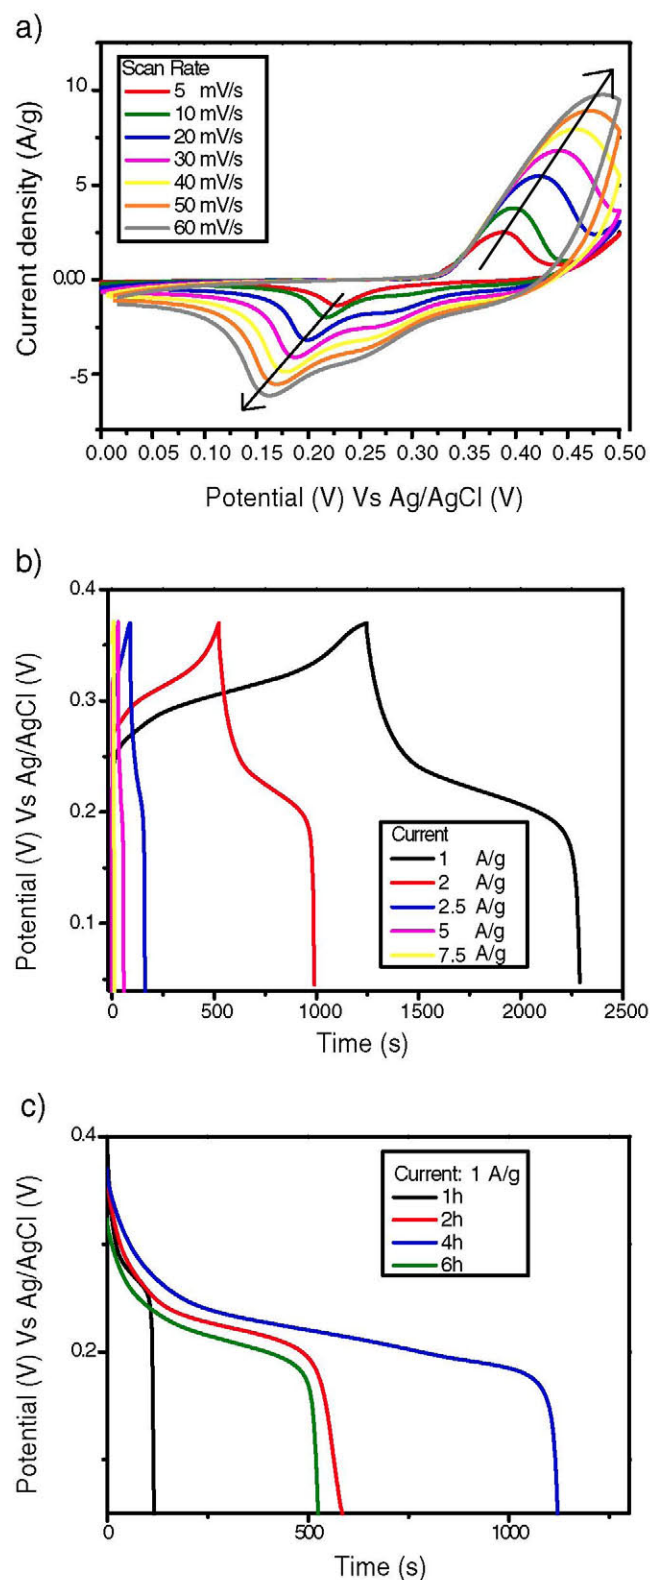 a)
Current density (A/g)
10
5
0.00
-5
Scan Rate
5 mV/s
10 mV/s
20 mV/s
30 mV/s
40 mV/s
50 mV/s
60 mV/s
0.00 0.05 0.10 0.15 0.20 0.25 0.30 0.35 0.40 0.45 0.50
Potential (V) Vs Ag/AgCl (V)
b)
Potential (V) Vs Ag/AgCl (V)
0.4
0.3
0.2
0.1
Current
1 A/g
2 A/g
2.5 A/g
5 A/g
7.5 A/g
0 500 1000 1500 2000 2500
Time (s)
c)
Potential (V) Vs Ag/AgCl (V)
0.4
0.2
Current: 1 A/g
1h
2h
4h
6h
0 500 1000
Time (s)